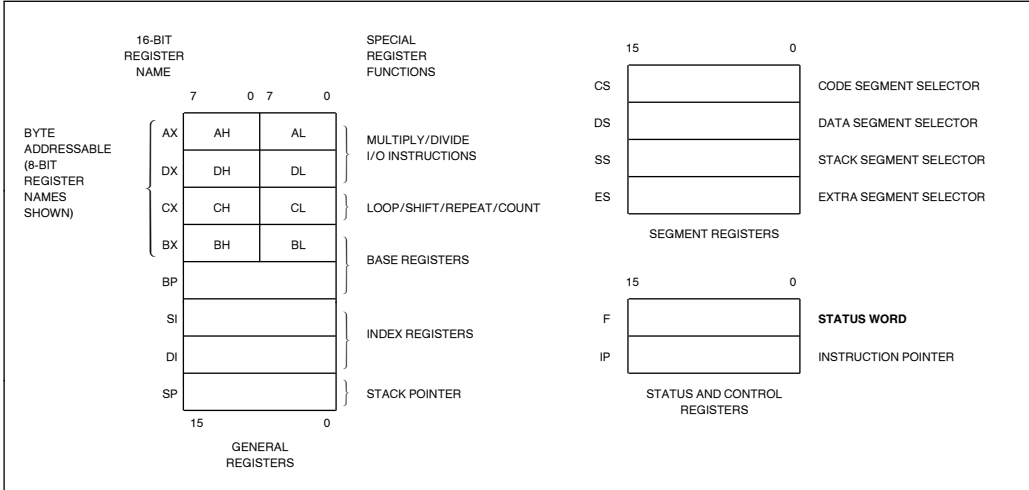 16-BIT
REGISTER
NAME
SPECIAL
REGISTER
FUNCTIONS
7 0 7 0
BYTE
ADDRESSABLE
(8-BIT
REGISTER
NAMES
SHOWN)
AX AH AL
DX DH DL
MULTIPLY/DIVIDE
I/O INSTRUCTIONS
CX CH CL LOOP/SHIFT/REPEAT/COUNT
BX BH BL
BP
BASE REGISTERS
SI
DI
INDEX REGISTERS
SP STACK POINTER
15 0
GENERAL
REGISTERS
15 0
CS CODE SEGMENT SELECTOR
DS DATA SEGMENT SELECTOR
SS STACK SEGMENT SELECTOR
ES EXTRA SEGMENT SELECTOR
SEGMENT REGISTERS
15 0
F STATUS WORD
IP INSTRUCTION POINTER
STATUS AND CONTROL
REGISTERS